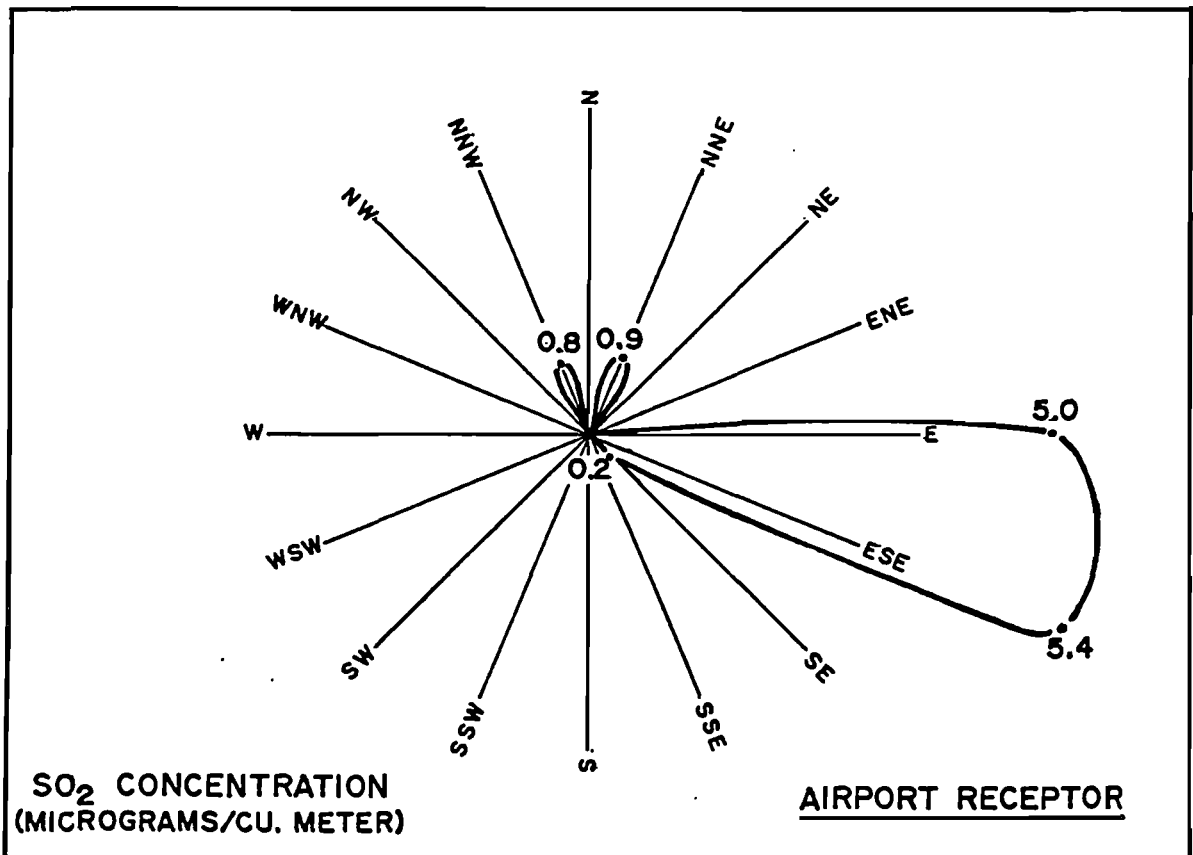 N
NNW
NNE
NW
NE
WNW
ENE
0.8
0.9
5.0
W
E
0.2
WSW
ESE
5.4
SW
SE
SSW
SSE
S
SO₂ CONCENTRATION
(MICROGRAMS/CU. METER)
AIRPORT RECEPTOR